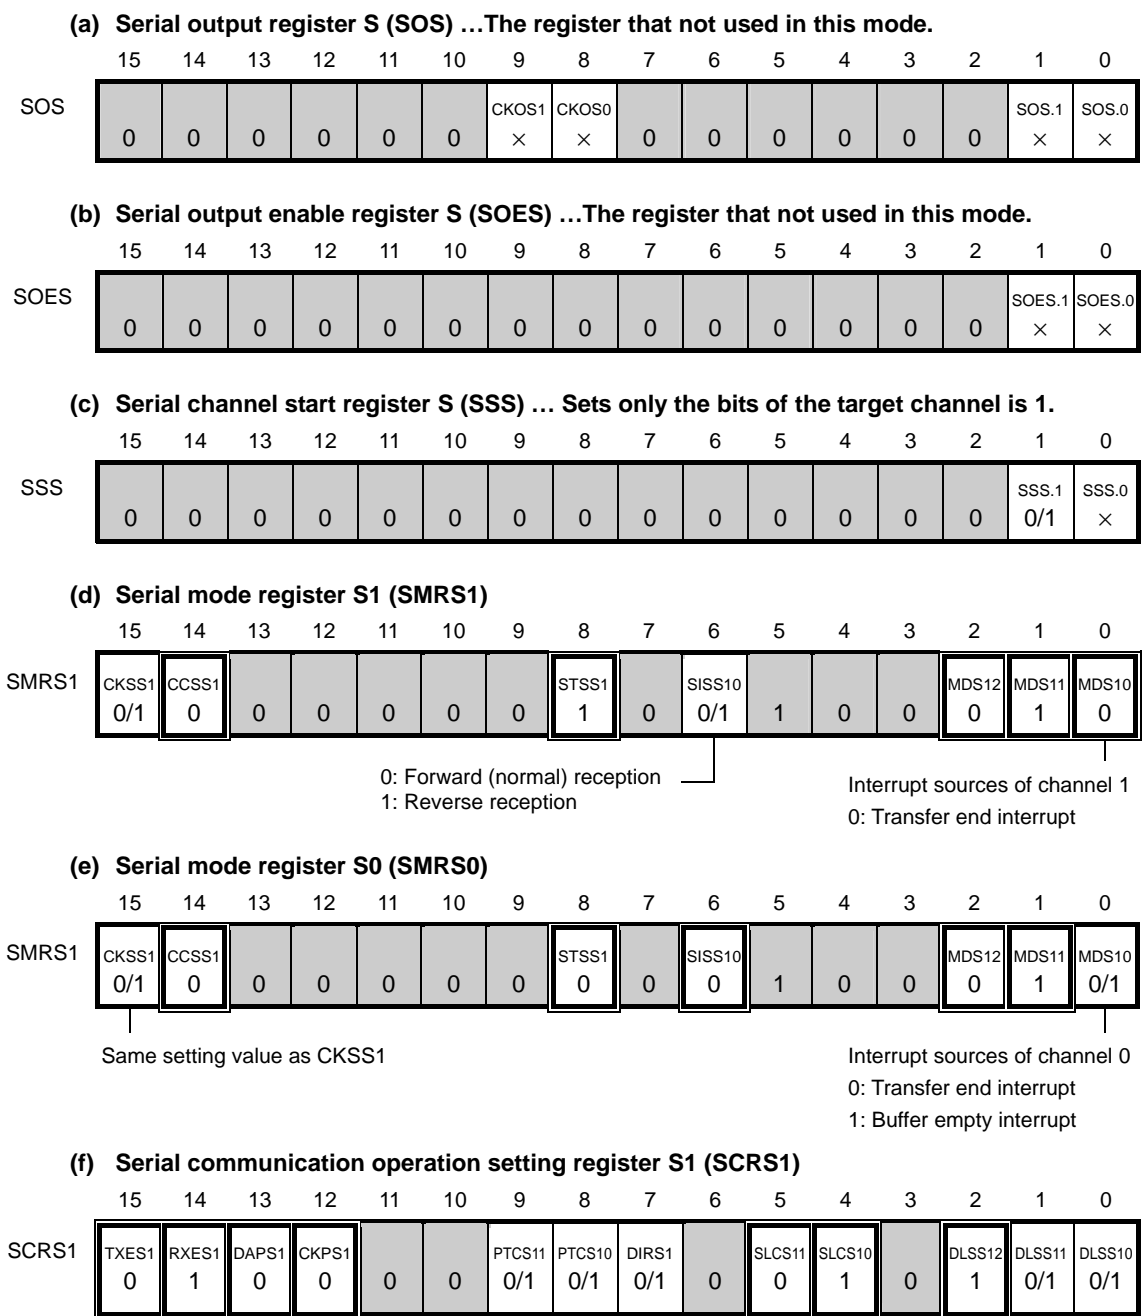 (a) Serial output register S (SOS) …The register that not used in this mode.
15 14 13 12 11 10 9 8 7 6 5 4 3 2 1 0
SOS
CKOS1 CKOS0 SOS.1 SOS.0
0 0 0 0 0 0 × × 0 0 0 0 0 0 × ×
(b) Serial output enable register S (SOES) …The register that not used in this mode.
15 14 13 12 11 10 9 8 7 6 5 4 3 2 1 0
SOES
SOES.1 SOES.0
0 0 0 0 0 0 0 0 0 0 0 0 0 0 × ×
(c) Serial channel start register S (SSS) … Sets only the bits of the target channel is 1.
15 14 13 12 11 10 9 8 7 6 5 4 3 2 1 0
SSS
SSS.1 SSS.0
0 0 0 0 0 0 0 0 0 0 0 0 0 0 0/1 ×
(d) Serial mode register S1 (SMRS1)
15 14 13 12 11 10 9 8 7 6 5 4 3 2 1 0
SMRS1
CKSS1 CCSS1 STSS1 SISS10 MDS12 MDS11 MDS10
0/1 0 0 0 0 0 0 1 0 0/1 1 0 0 0 1 0
0: Forward (normal) reception
1: Reverse reception
Interrupt sources of channel 1
0: Transfer end interrupt
(e) Serial mode register S0 (SMRS0)
15 14 13 12 11 10 9 8 7 6 5 4 3 2 1 0
SMRS1
CKSS1 CCSS1 STSS1 SISS10 MDS12 MDS11 MDS10
0/1 0 0 0 0 0 0 0 0 0 1 0 0 0 1 0/1
Same setting value as CKSS1
Interrupt sources of channel 0
0: Transfer end interrupt
1: Buffer empty interrupt
(f) Serial communication operation setting register S1 (SCRS1)
15 14 13 12 11 10 9 8 7 6 5 4 3 2 1 0
SCRS1
TXES1 RXES1 DAPS1 CKPS1 PTCS11 PTCS10 DIRS1 SLCS11 SLCS10 DLSS12 DLSS11 DLSS10
0 1 0 0 0 0 0/1 0/1 0/1 0 0 1 0 1 0/1 0/1